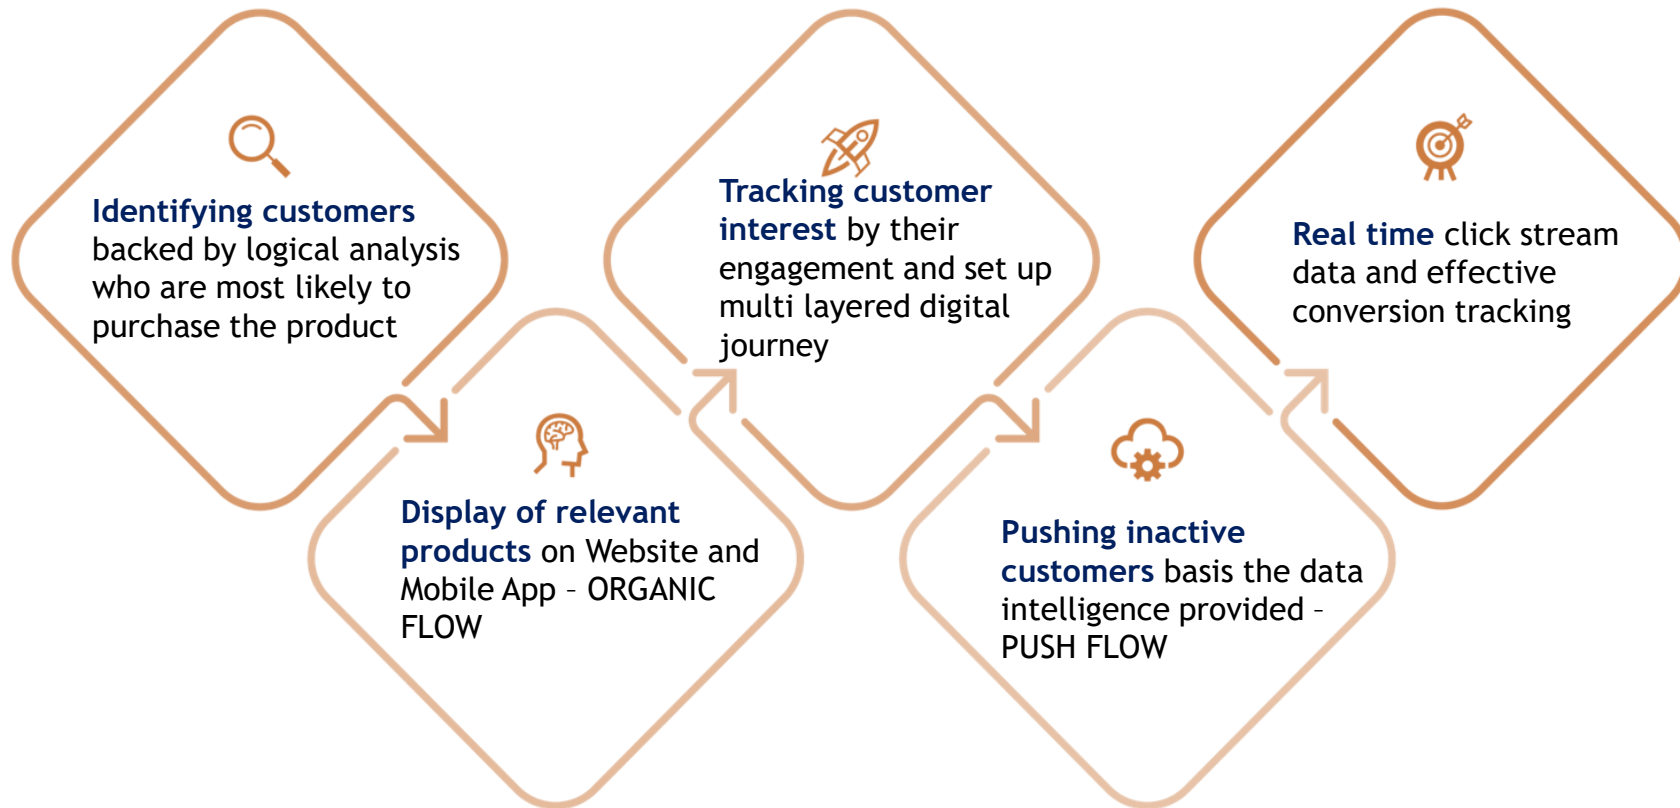 Identifying customers
backed by logical analysis
who are most likely to
purchase the product
Display of relevant
products on Website and
Mobile App – ORGANIC
FLOW
Tracking customer
interest by their
engagement and set up
multi layered digital
journey
Pushing inactive
customers basis the data
intelligence provided –
PUSH FLOW
Real time click stream
data and effective
conversion tracking